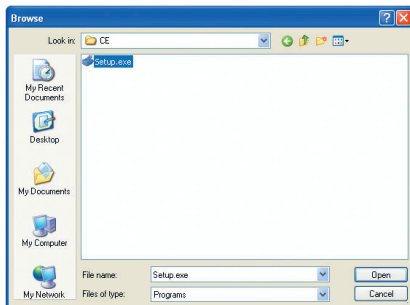 Browse
Look in: CE
Setup.exe
My Recent
Documents
Desktop
My Documents
My Computer
My Network
File name: Setup.exe Open
Files of type: Programs Cancel